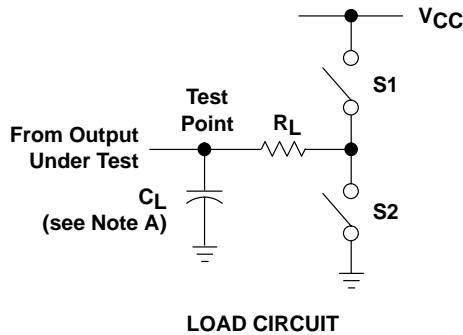 VCC
S1
Test
Point
RL
From Output
Under Test
CL
(see Note A)
S2
LOAD CIRCUIT